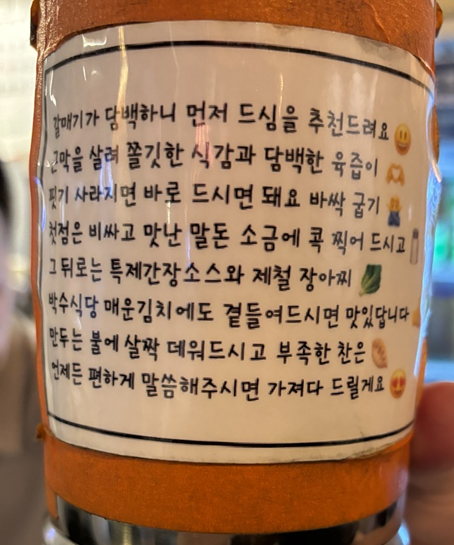 갈매기가 담백하니 먼저 드심을 추천드려요 😃
근막을 살려 쫄깃한 식감과 담백한 육즙이 🫶
핏기 사라지면 바로 드시면 돼요 바싹 굽기 🙅
첫점은 비싸고 맛난 말돈 소금에 콕 찍어 드시고 🧂
그 뒤로는 특제간장소스와 제철 장아찌 🥬
박수식당 매운김치에도 곁들여드시면 맛있답니다
만두는 불에 살짝 데워드시고 부족한 찬은
언제든 편하게 말씀해주시면 가져다 드릴게요 😍